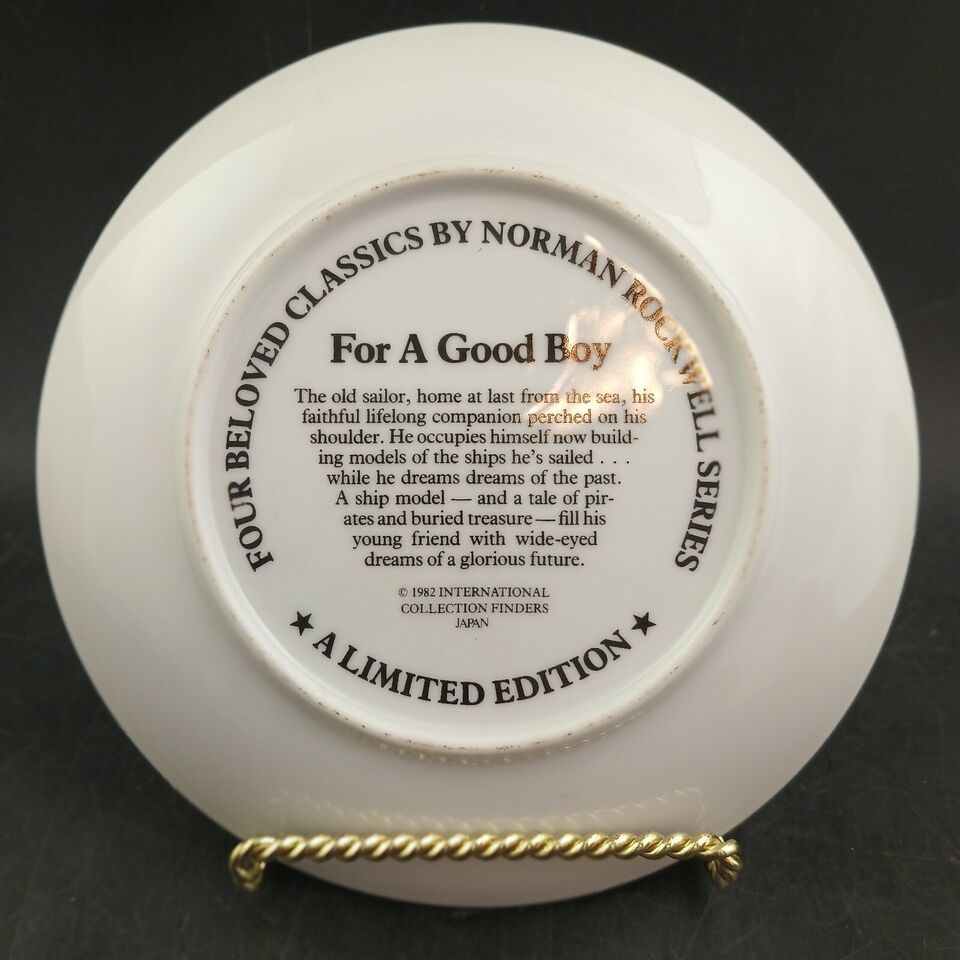 FOUR BELOVED CLASSICS BY NORMAN ROCKWELL SERIES
For A Good Boy
The old sailor, home at last from the sea, his
faithful lifelong companion perched on his
shoulder. He occupies himself now build-
ing models of the ships he's sailed . . .
while he dreams dreams of the past.
A ship model — and a tale of pir-
ates and buried treasure — fill his
young friend with wide-eyed
dreams of a glorious future.
© 1982 INTERNATIONAL
COLLECTION FINDERS
JAPAN
★ A LIMITED EDITION ★